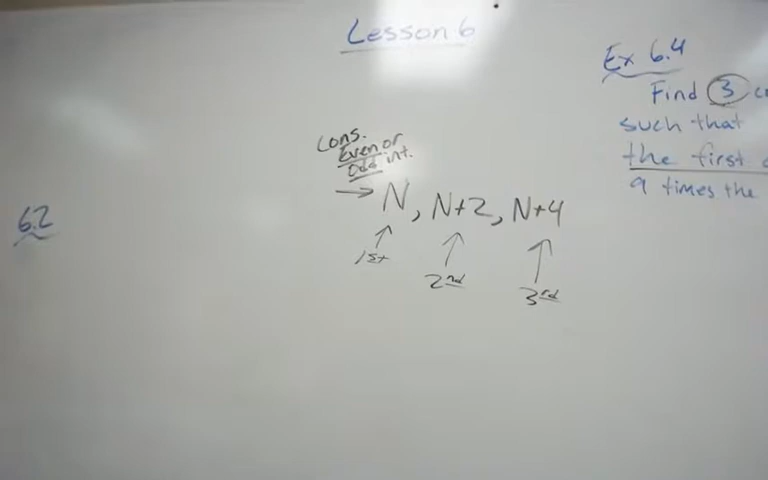 Lesson 6
6.2
Cons.
Even or
Odd int.
→ N, N+2, N+4
1st
2nd
3rd
Ex 6.4
Find 3
such that
the first
9 times the